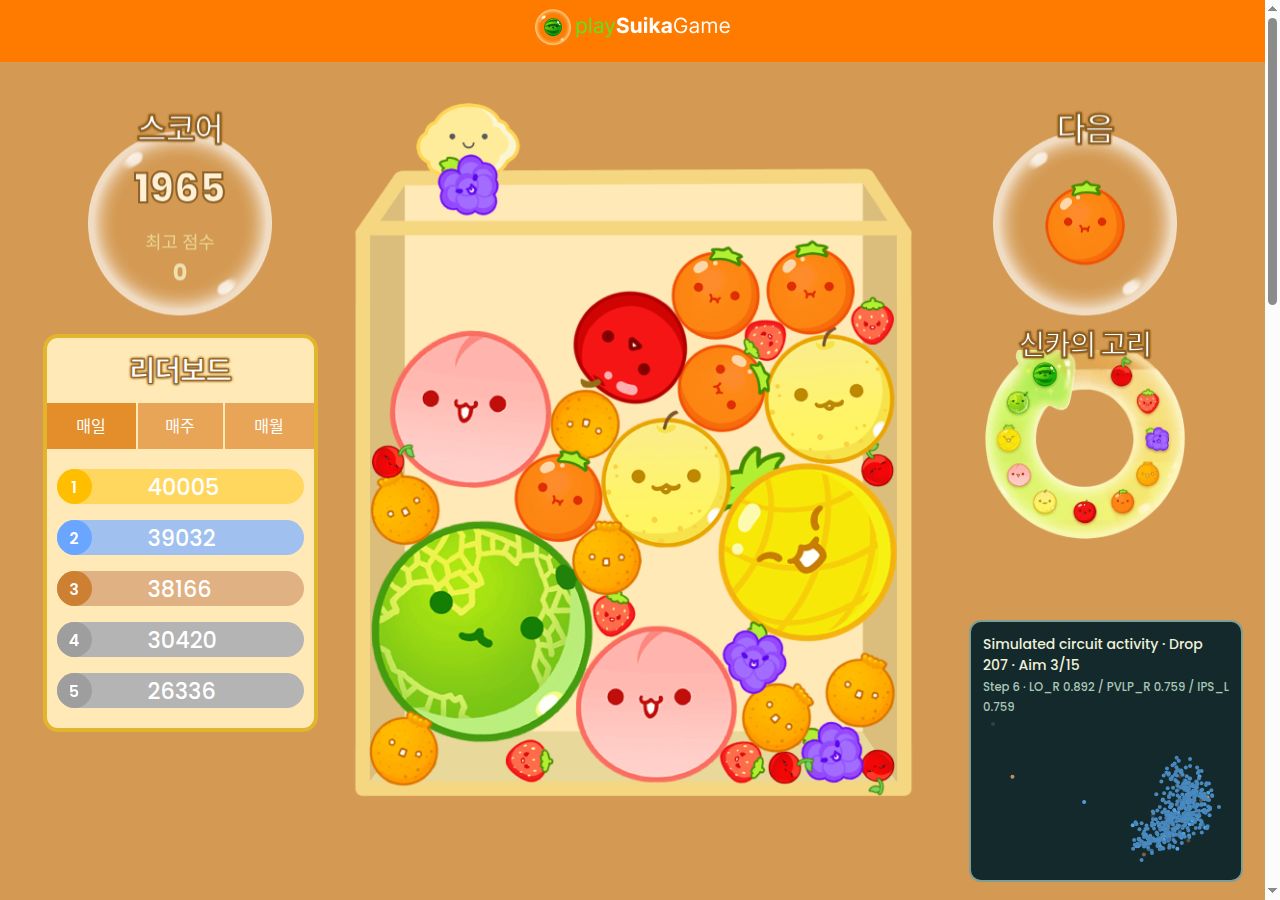 playSuikaGame
스코어
1965
최고 점수
0
다음
신카의 고리
리더보드
매일 매주 매월
1 40005
2 39032
3 38166
4 30420
5 26336
Simulated circuit activity · Drop
207 · Aim 3/15
Step 6 · LO_R 0.892 / PVLP_R 0.759 / IPS_L
0.759